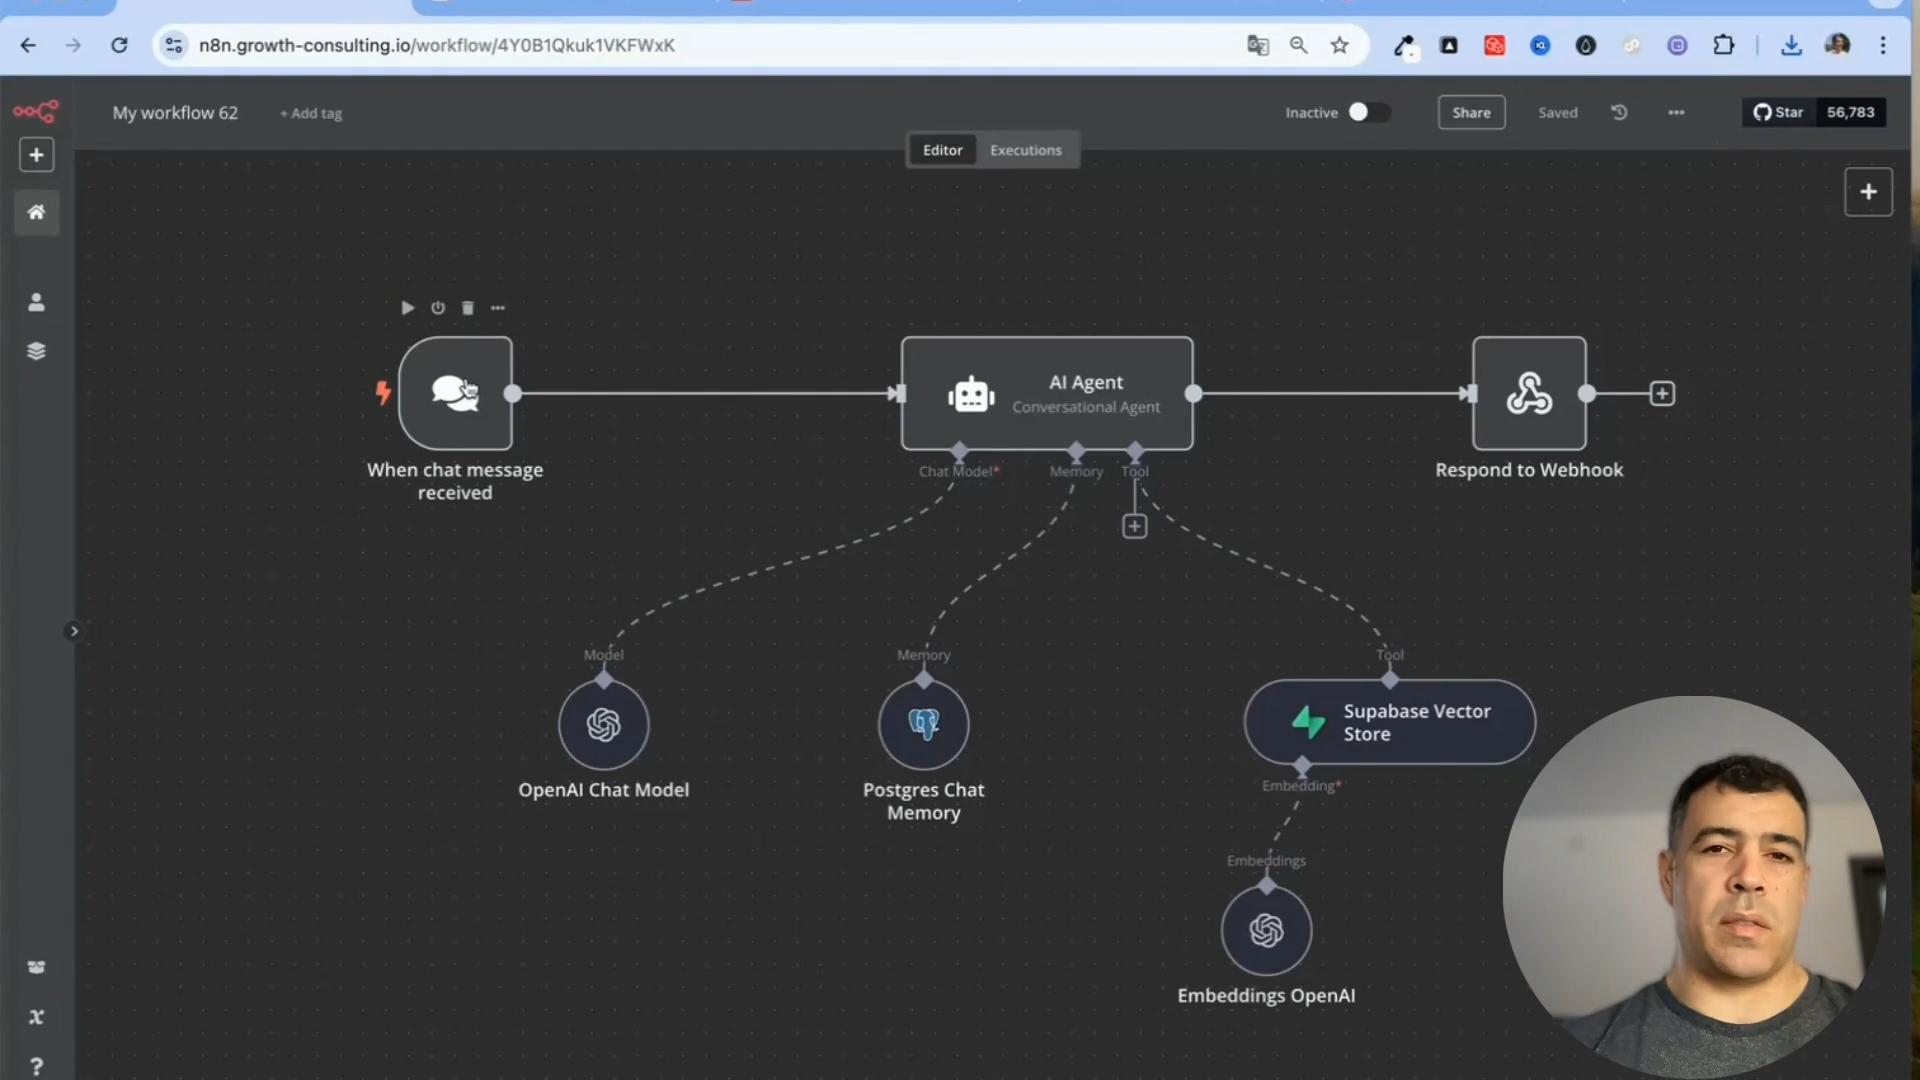 n8n.growth-consulting.io/workflow/4Y0B1Qkuk1VKFWxK
My workflow 62
+ Add tag
Inactive
Share
Saved
Star
56,783
Editor
Executions
AI Agent
Conversational Agent
When chat message
received
Respond to Webhook
Chat Model*
Memory
Tool
Model
Memory
Tool
OpenAI Chat Model
Postgres Chat
Memory
Supabase Vector
Store
Embedding*
Embeddings
Embeddings OpenAI